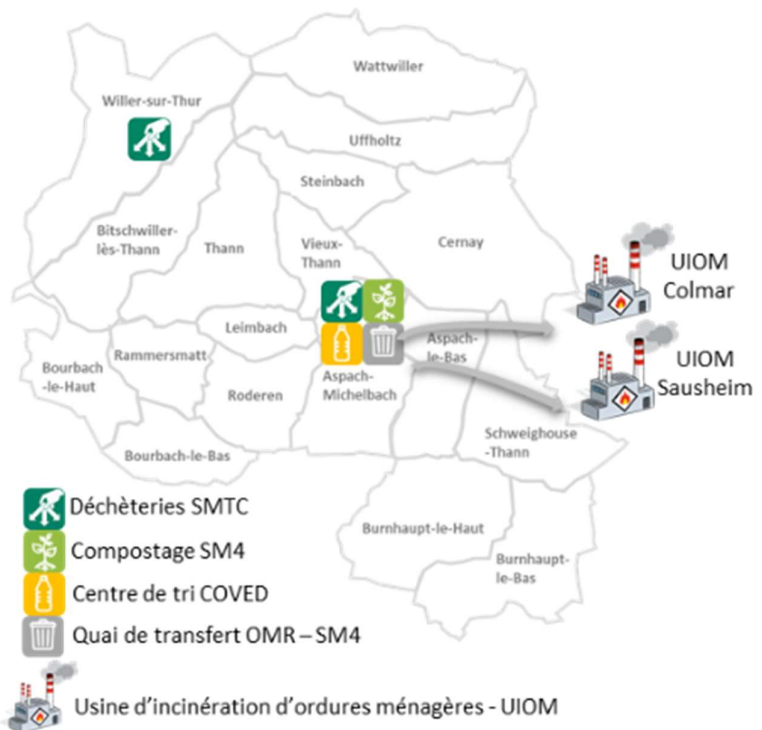 Wattwiller
Willer-sur-Thur
Uffholtz
Steinbach
Bitschwiller-
lès-Thann
Thann
Vieux-
Thann
Cernay
UIOM
Colmar
Leimbach
Aspach-
le-Bas
Rammersmatt
Bourbach
-le-Haut
Roderen
Aspach-
Michelbach
UIOM
Sausheim
Schweighouse
-Thann
Bourbach-le-Bas
Burnhaupt-le-Haut
Burnhaupt-
le-Bas
Déchèteries SMTC
Compostage SM4
Centre de tri COVED
Quai de transfert OMR – SM4
Usine d'incinération d'ordures ménagères - UIOM